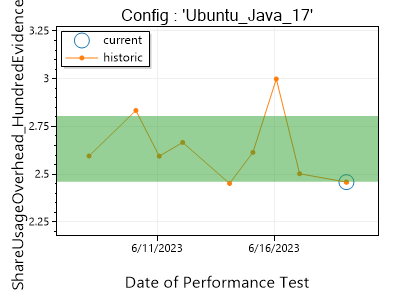 Config : 'Ubuntu_Java_17'
current
historic
3.25
3
2.75
2.5
2.25
ShareUsageOverhead_HundredEvidence
6/11/2023
6/16/2023
Date of Performance Test